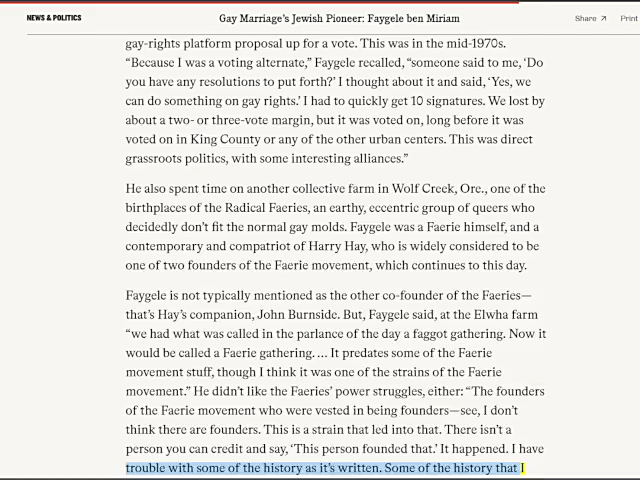 NEWS & POLITICS
Gay Marriage's Jewish Pioneer: Faygele ben Miriam
Share ↗ Print
gay-rights platform proposal up for a vote. This was in the mid-1970s.
“Because I was a voting alternate,” Faygele recalled, “someone said to me, ‘Do
you have any resolutions to put forth?’ I thought about it and said, ‘Yes, we
can do something on gay rights.’ I had to quickly get 10 signatures. We lost by
about a two- or three-vote margin, but it was voted on, long before it was
voted on in King County or any of the other urban centers. This was direct
grassroots politics, with some interesting alliances.”
He also spent time on another collective farm in Wolf Creek, Ore., one of the
birthplaces of the Radical Faeries, an earthy, eccentric group of queers who
decidedly don’t fit the normal gay molds. Faygele was a Faerie himself, and a
contemporary and compatriot of Harry Hay, who is widely considered to be
one of two founders of the Faerie movement, which continues to this day.
Faygele is not typically mentioned as the other co-founder of the Faeries—
that’s Hay’s companion, John Burnside. But, Faygele said, at the Elwha farm
“we had what was called in the parlance of the day a faggot gathering. Now it
would be called a Faerie gathering. … It predates some of the Faerie
movement stuff, though I think it was one of the strains of the Faerie
movement.” He didn’t like the Faeries’ power struggles, either: “The founders
of the Faerie movement who were vested in being founders—see, I don’t
think there are founders. This is a strain that led into that. There isn’t a
person you can credit and say, ‘This person founded that.’ It happened. I have
trouble with some of the history as it’s written. Some of the history that I